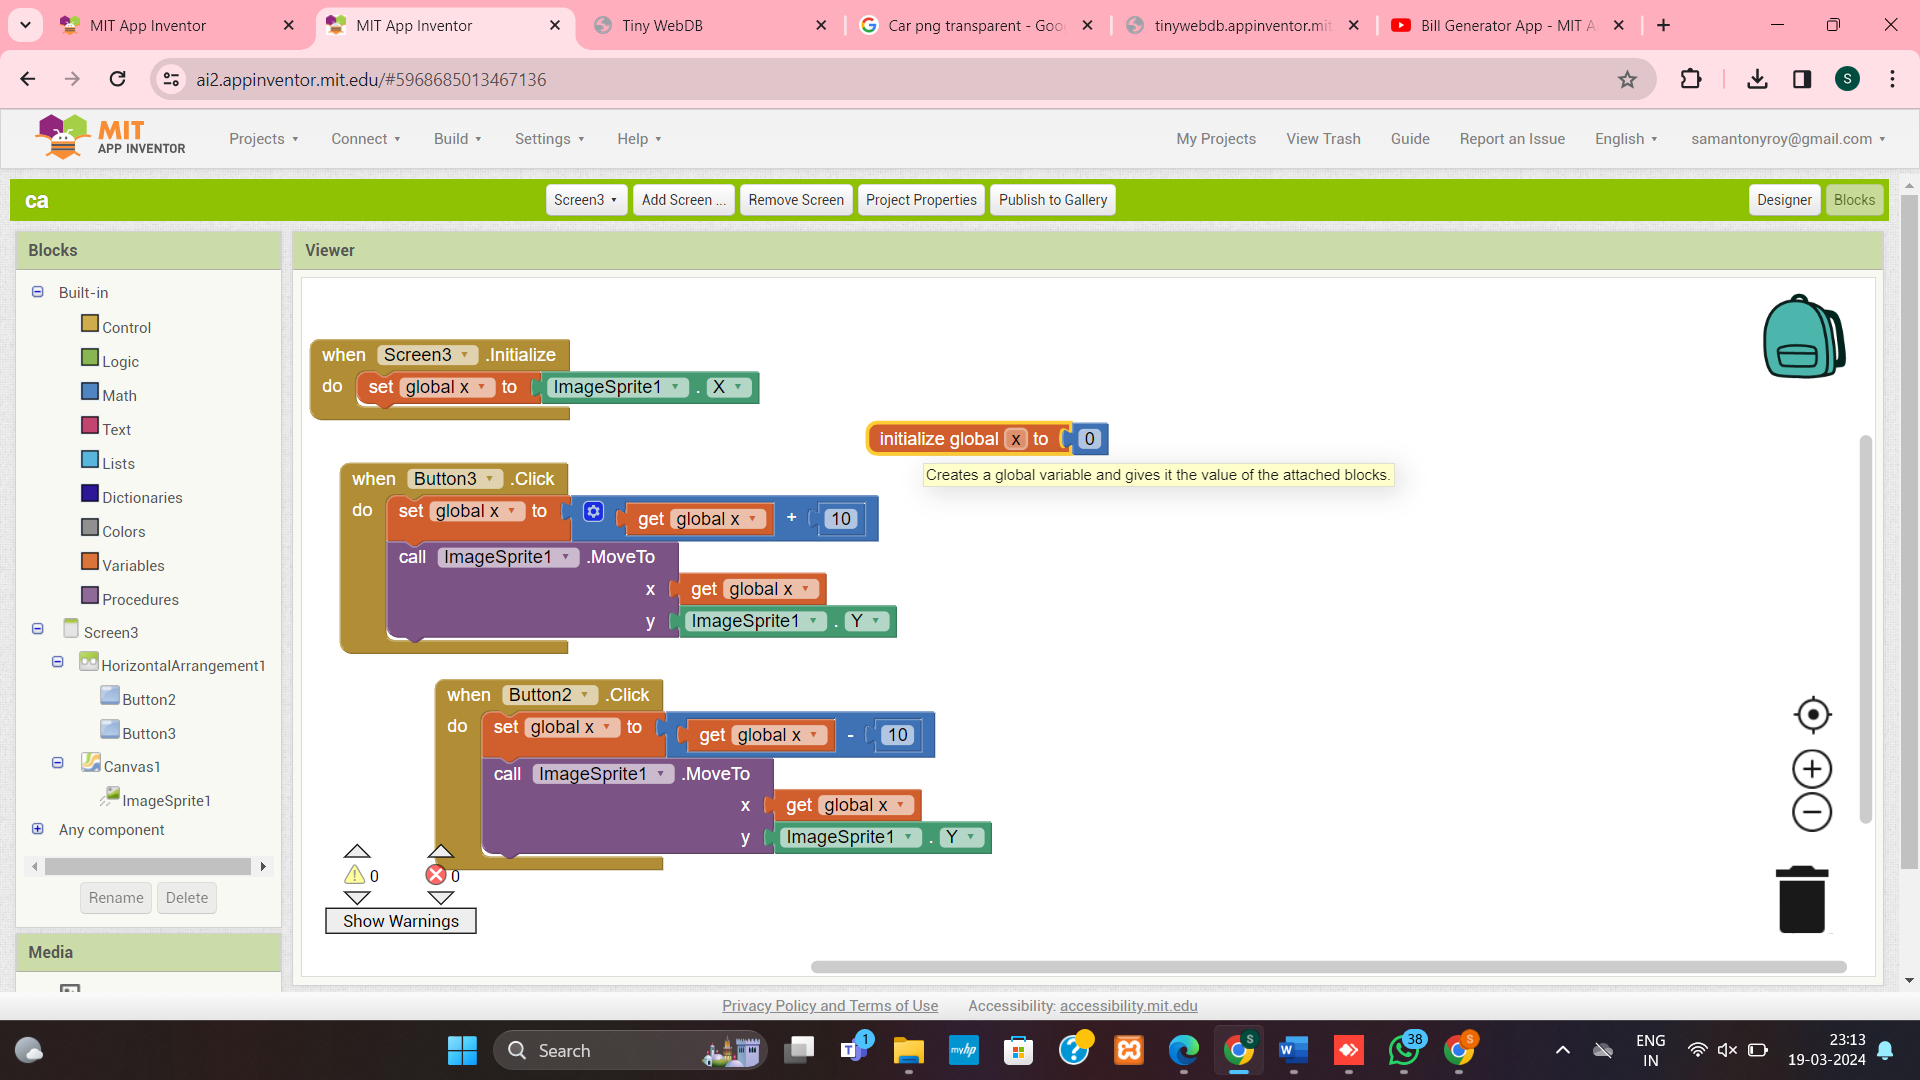 MIT App Inventor
MIT App Inventor
Tiny WebDB
Car png transparent - Goo
tinywebdb.appinventor.mit
Bill Generator App - MIT A
ai2.appinventor.mit.edu/#5968685013467136
S
MIT
APP INVENTOR
Projects
Connect
Build
Settings
Help
My Projects
View Trash
Guide
Report an Issue
English
samantonyroy@gmail.com
ca
Screen3
Add Screen ...
Remove Screen
Project Properties
Publish to Gallery
Designer
Blocks
Blocks
Built-in
Control
Logic
Math
Text
Lists
Dictionaries
Colors
Variables
Procedures
Screen3
HorizontalArrangement1
Button2
Button3
Canvas1
ImageSprite1
Any component
Rename
Delete
Media
Viewer
when Screen3 .Initialize
do set global x to ImageSprite1 . X
initialize global x to 0
Creates a global variable and gives it the value of the attached blocks.
when Button3 .Click
do set global x to get global x + 10
call ImageSprite1 .MoveTo
x get global x
y ImageSprite1 . Y
when Button2 .Click
do set global x to get global x - 10
call ImageSprite1 .MoveTo
x get global x
y ImageSprite1 . Y
0
0
Show Warnings
Privacy Policy and Terms of Use
Accessibility: accessibility.mit.edu
Search
1
myhp
S
38
S
ENG
IN
23:13
19-03-2024